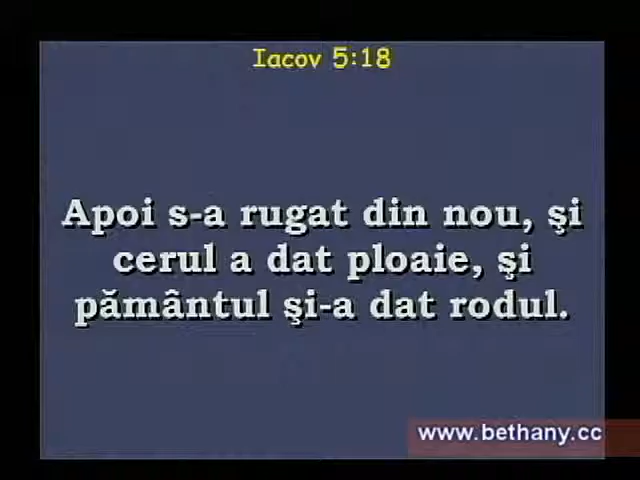 Iacov 5:18
Apoi s-a rugat din nou, şi
cerul a dat ploaie, şi
pământul şi-a dat rodul.
www.bethany.cc